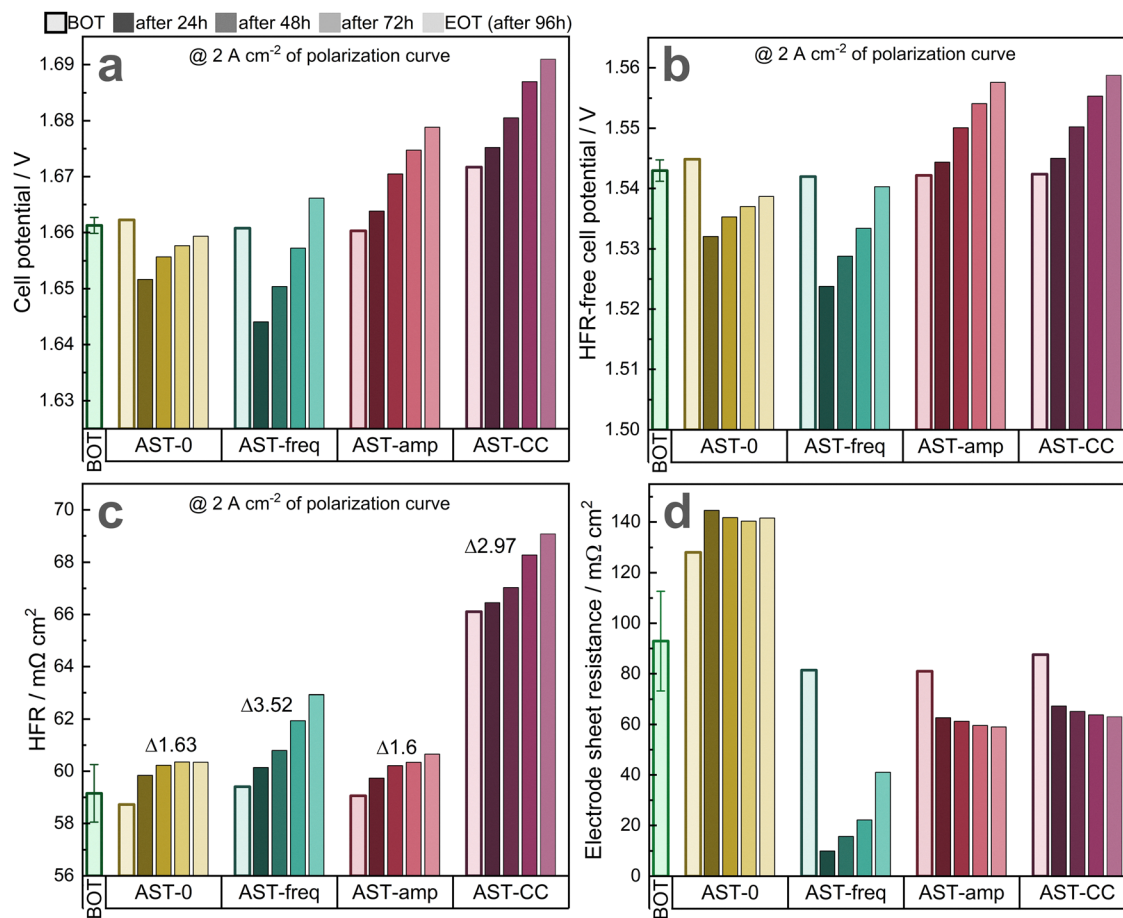 BOT after 24h after 48h after 72h EOT (after 96h)
a
@ 2 A cm⁻² of polarization curve
Cell potential / V
1.69
1.68
1.67
1.66
1.65
1.64
1.63
BOT AST-0 AST-freq AST-amp AST-CC
b
@ 2 A cm⁻² of polarization curve
HFR-free cell potential / V
1.56
1.55
1.54
1.53
1.52
1.51
1.50
BOT AST-0 AST-freq AST-amp AST-CC
c
@ 2 A cm⁻² of polarization curve
HFR / mΩ cm²
70
68
66
64
62
60
58
56
Δ1.63
Δ3.52
Δ1.6
Δ2.97
BOT AST-0 AST-freq AST-amp AST-CC
d
Electrode sheet resistance / mΩ cm²
140
120
100
80
60
40
20
0
BOT AST-0 AST-freq AST-amp AST-CC